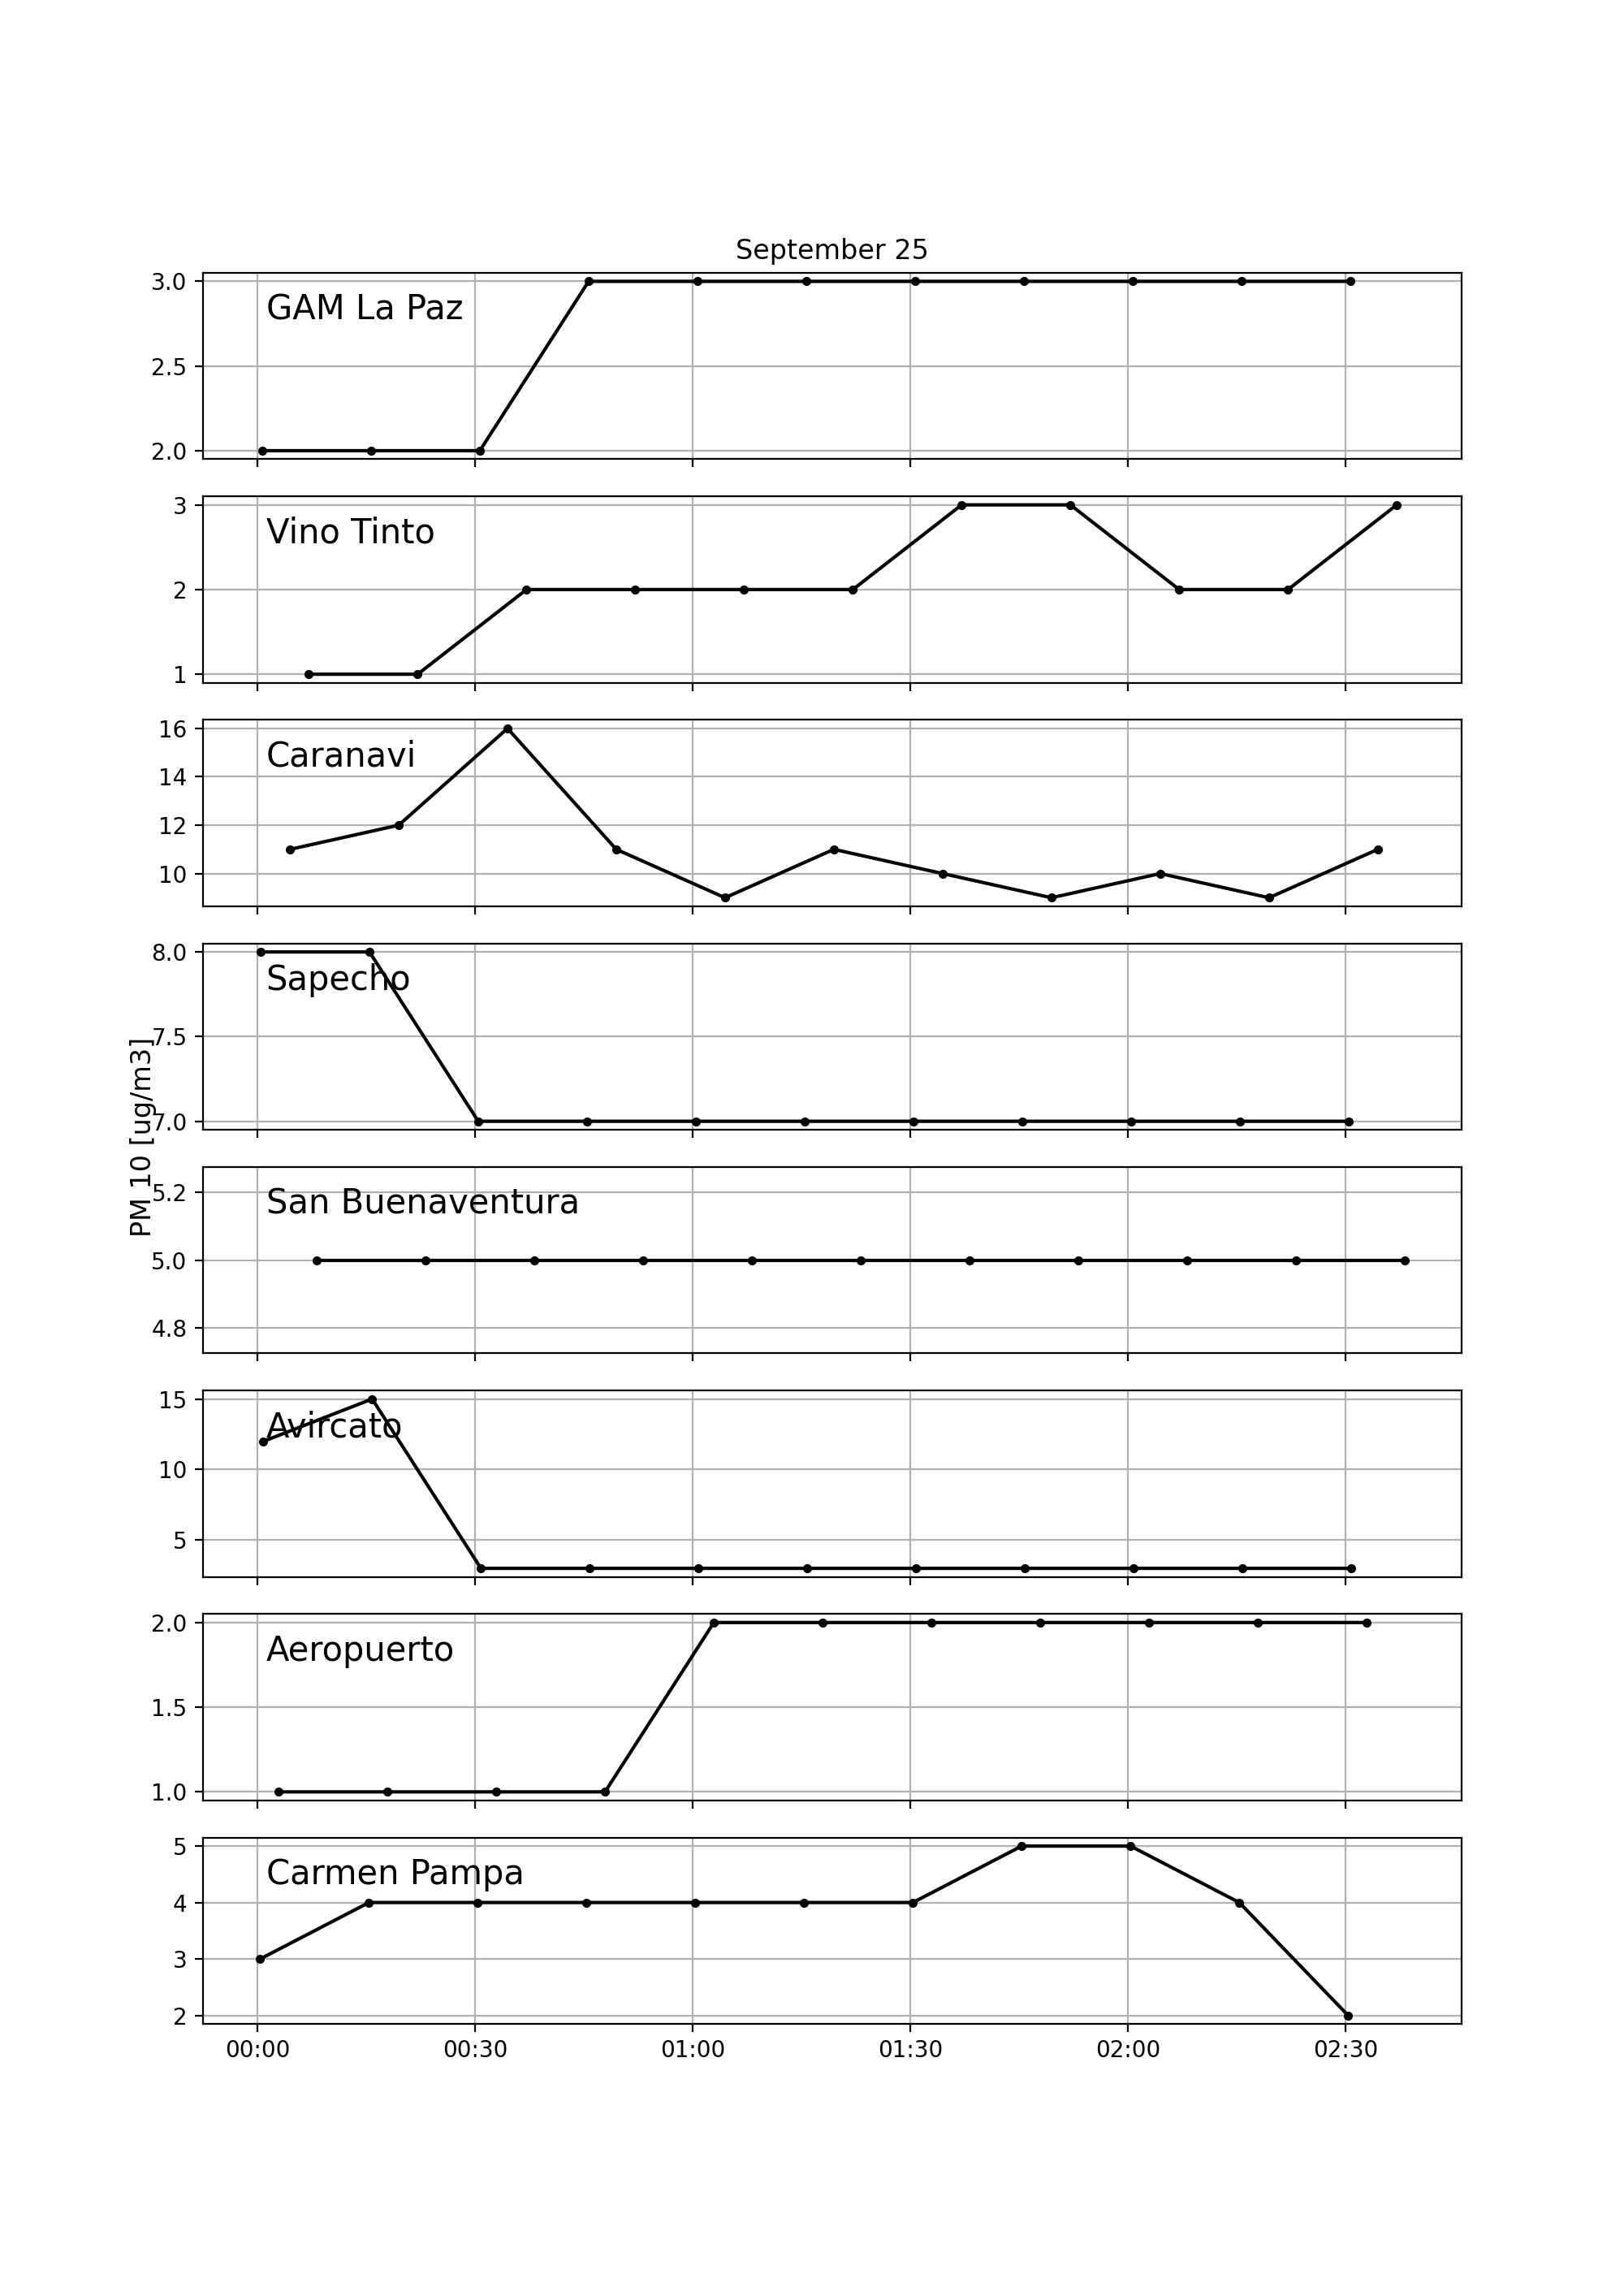 September 25
3.0
GAM La Paz
2.5
2.0
3
Vino Tinto
2
1
16
Caranavi
14
12
10
8.0
Sapecho
7.5
7.0
PM 10 [ug/m3]
5.2
San Buenaventura
5.0
4.8
15
Avircato
10
5
2.0
Aeropuerto
1.5
1.0
5
Carmen Pampa
4
3
2
00:00 00:30 01:00 01:30 02:00 02:30